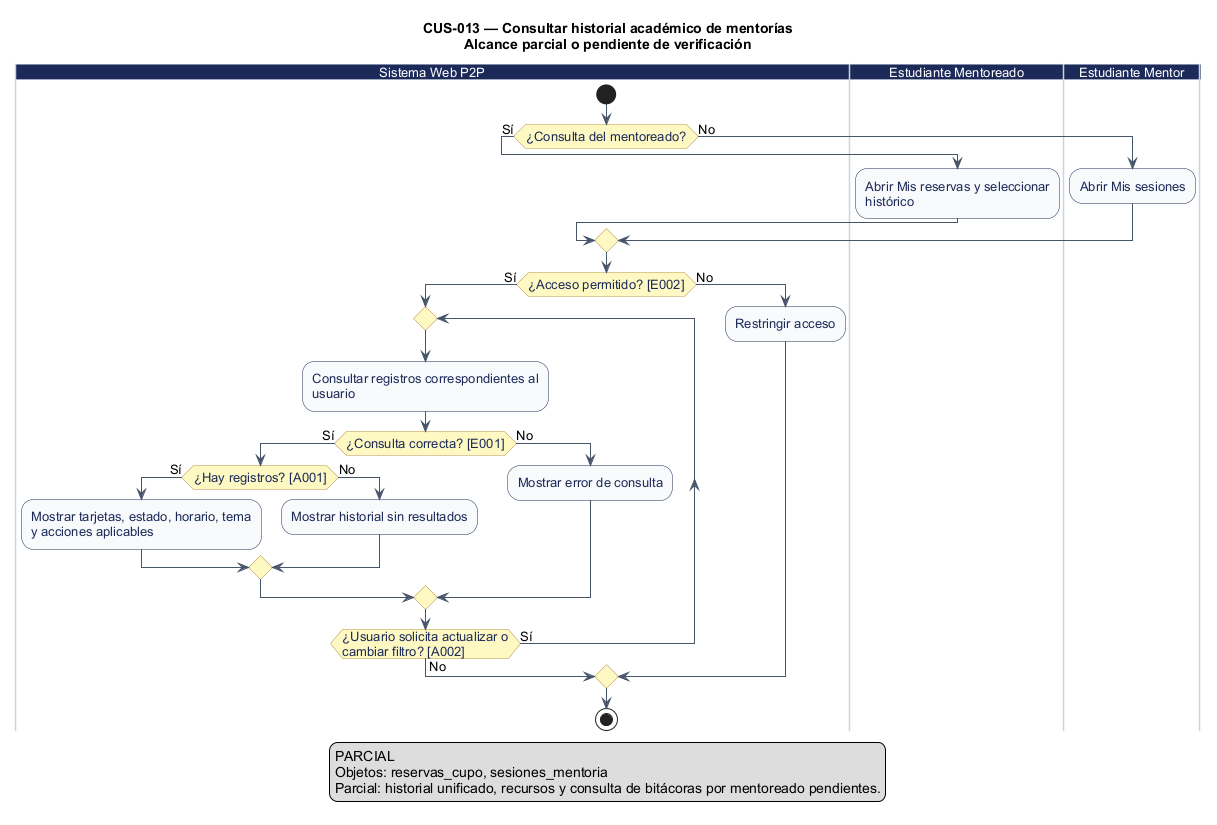 CUS-013 — Consultar historial académico de mentorías
Alcance parcial o pendiente de verificación
Sistema Web P2P
Estudiante Mentoreado
Estudiante Mentor
Sí
¿Consulta del mentoreado?
No
Abrir Mis reservas y seleccionar
histórico
Abrir Mis sesiones
Sí
¿Acceso permitido? [E002]
No
Restringir acceso
Consultar registros correspondientes al
usuario
Sí
¿Consulta correcta? [E001]
No
Sí
¿Hay registros? [A001]
No
Mostrar error de consulta
Mostrar tarjetas, estado, horario, tema
y acciones aplicables
Mostrar historial sin resultados
¿Usuario solicita actualizar o
cambiar filtro? [A002]
Sí
No
PARCIAL
Objetos: reservas_cupo, sesiones_mentoria
Parcial: historial unificado, recursos y consulta de bitácoras por mentoreado pendientes.